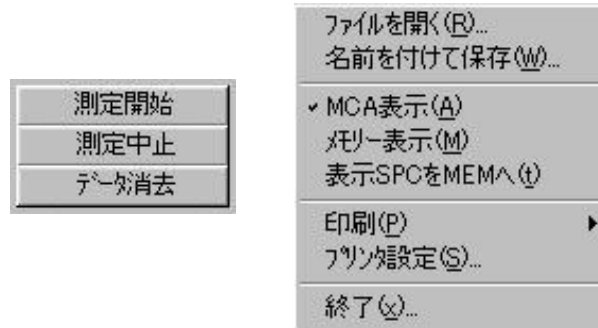 測定開始
測定中止
データ消去
ファイルを開く(R)...
名前を付けて保存(W)...
✓MCA表示(A)
メモリー表示(M)
表示SPCをMEMへ(t)
印刷(P)
プリンタ設定(S)...
終了(x)...